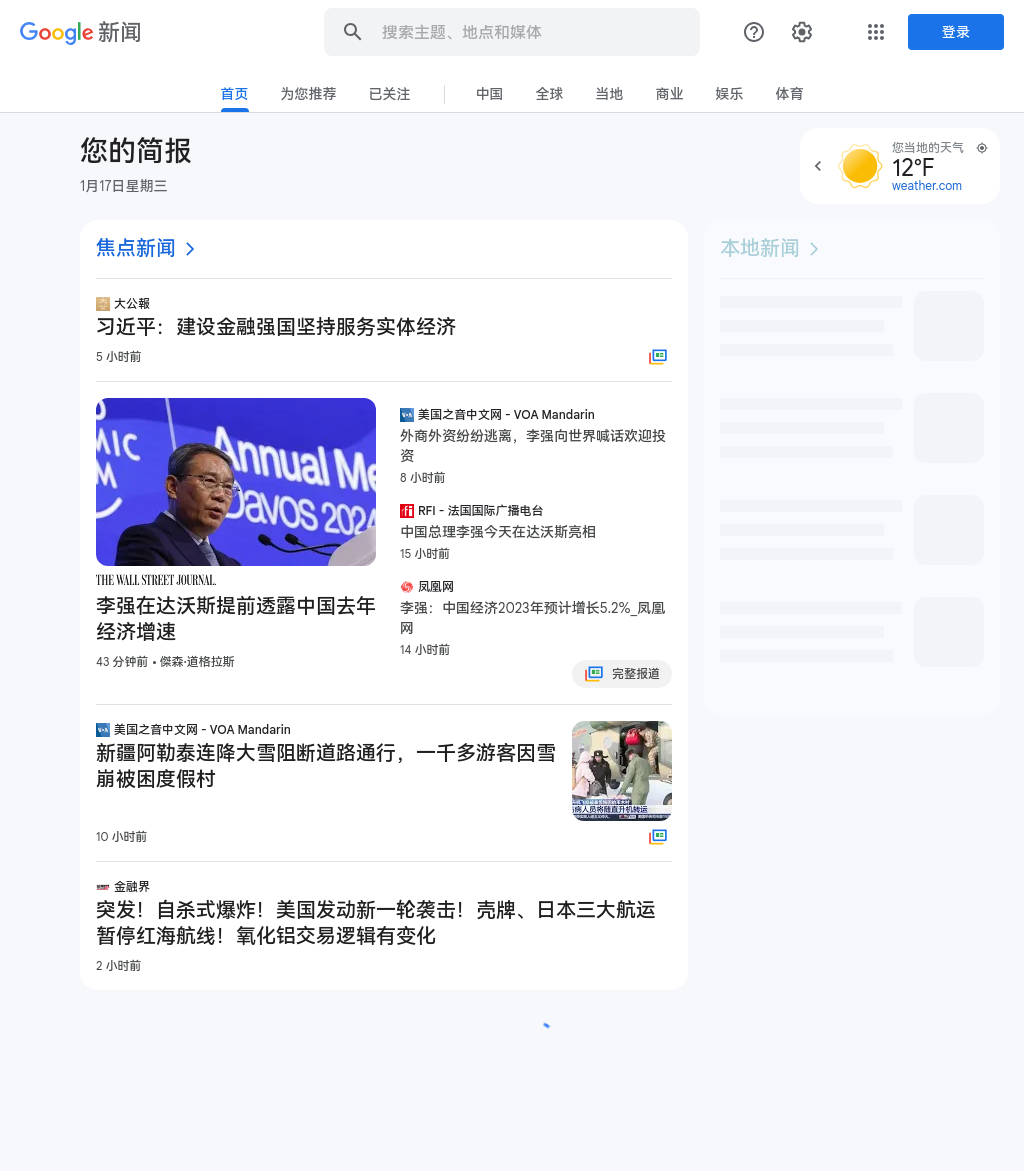 Google 新闻
搜索主题、地点和媒体
登录
首页
为您推荐
已关注
中国
全球
当地
商业
娱乐
体育
您的简报
1月17日星期三
您当地的天气
12°F
weather.com
焦点新闻
大公報
习近平：建设金融强国坚持服务实体经济
5 小时前
MIC
M
Annual Me
Davos 2024
THE WALL STREET JOURNAL.
李强在达沃斯提前透露中国去年
经济增速
43 分钟前 • 傑森·道格拉斯
VOA
美国之音中文网 - VOA Mandarin
外商外资纷纷逃离，李强向世界喊话欢迎投
资
8 小时前
rfi
RFI - 法国国际广播电台
中国总理李强今天在达沃斯亮相
15 小时前
凤凰网
李强：中国经济2023年预计增长5.2%_凤凰
网
14 小时前
完整报道
VOA
美国之音中文网 - VOA Mandarin
新疆阿勒泰连降大雪阻断道路通行，一千多游客因雪
崩被困度假村
病人员将随直升机转运
10 小时前
金融界
突发！自杀式爆炸！美国发动新一轮袭击！壳牌、日本三大航运
暂停红海航线！氧化铝交易逻辑有变化
2 小时前
本地新闻